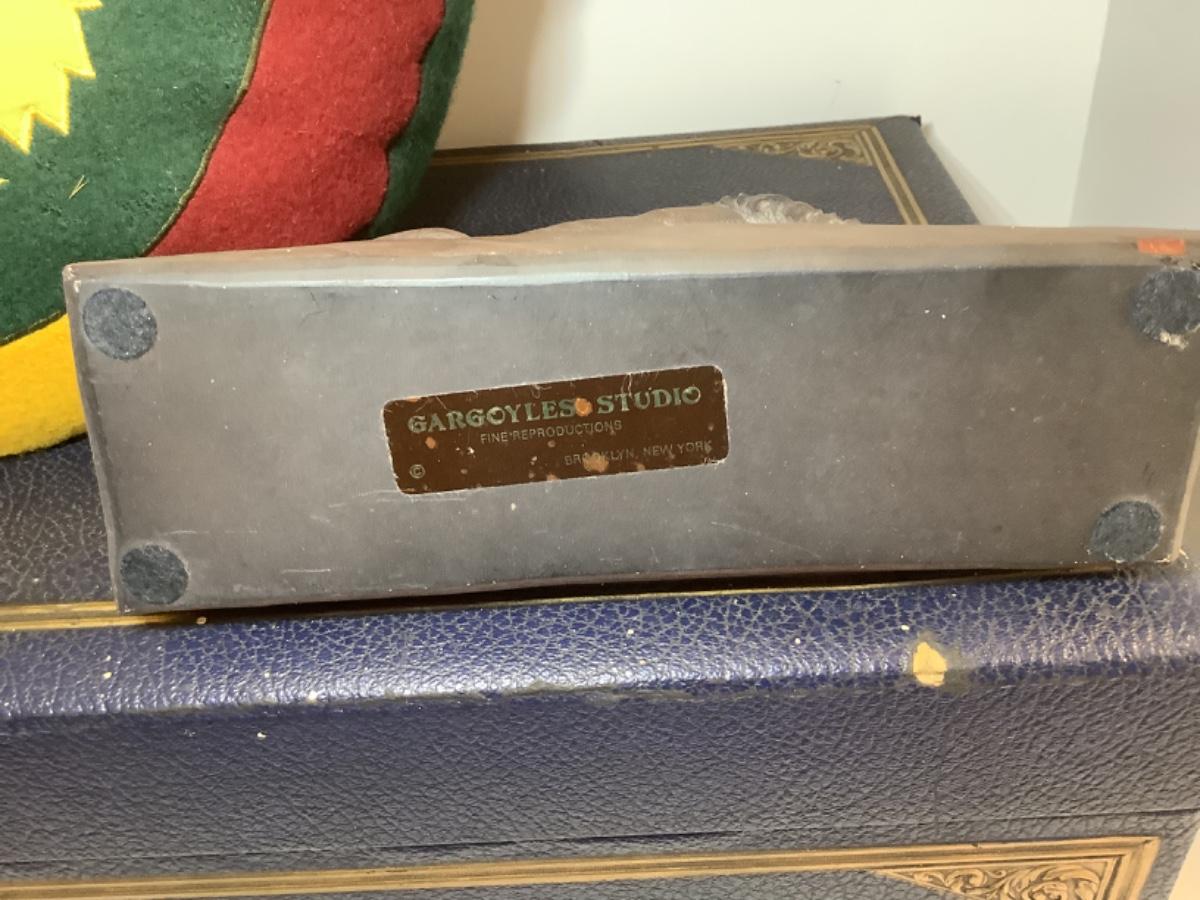 GARGOYLES STUDIO
FINE REPRODUCTIONS
© BROOKLYN, NEW YORK